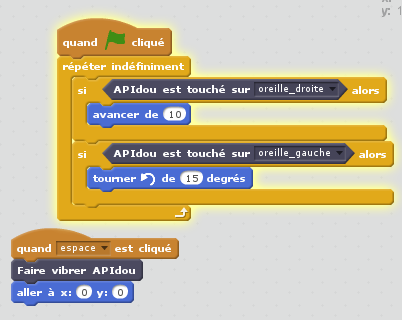 y: 1
quand cliqué
répéter indéfiniment
si APIdou est touché sur oreille_droite alors
avancer de 10
si APIdou est touché sur oreille_gauche alors
tourner de 15 degrés
quand espace est cliqué
Faire vibrer APIdou
aller à x: 0 y: 0